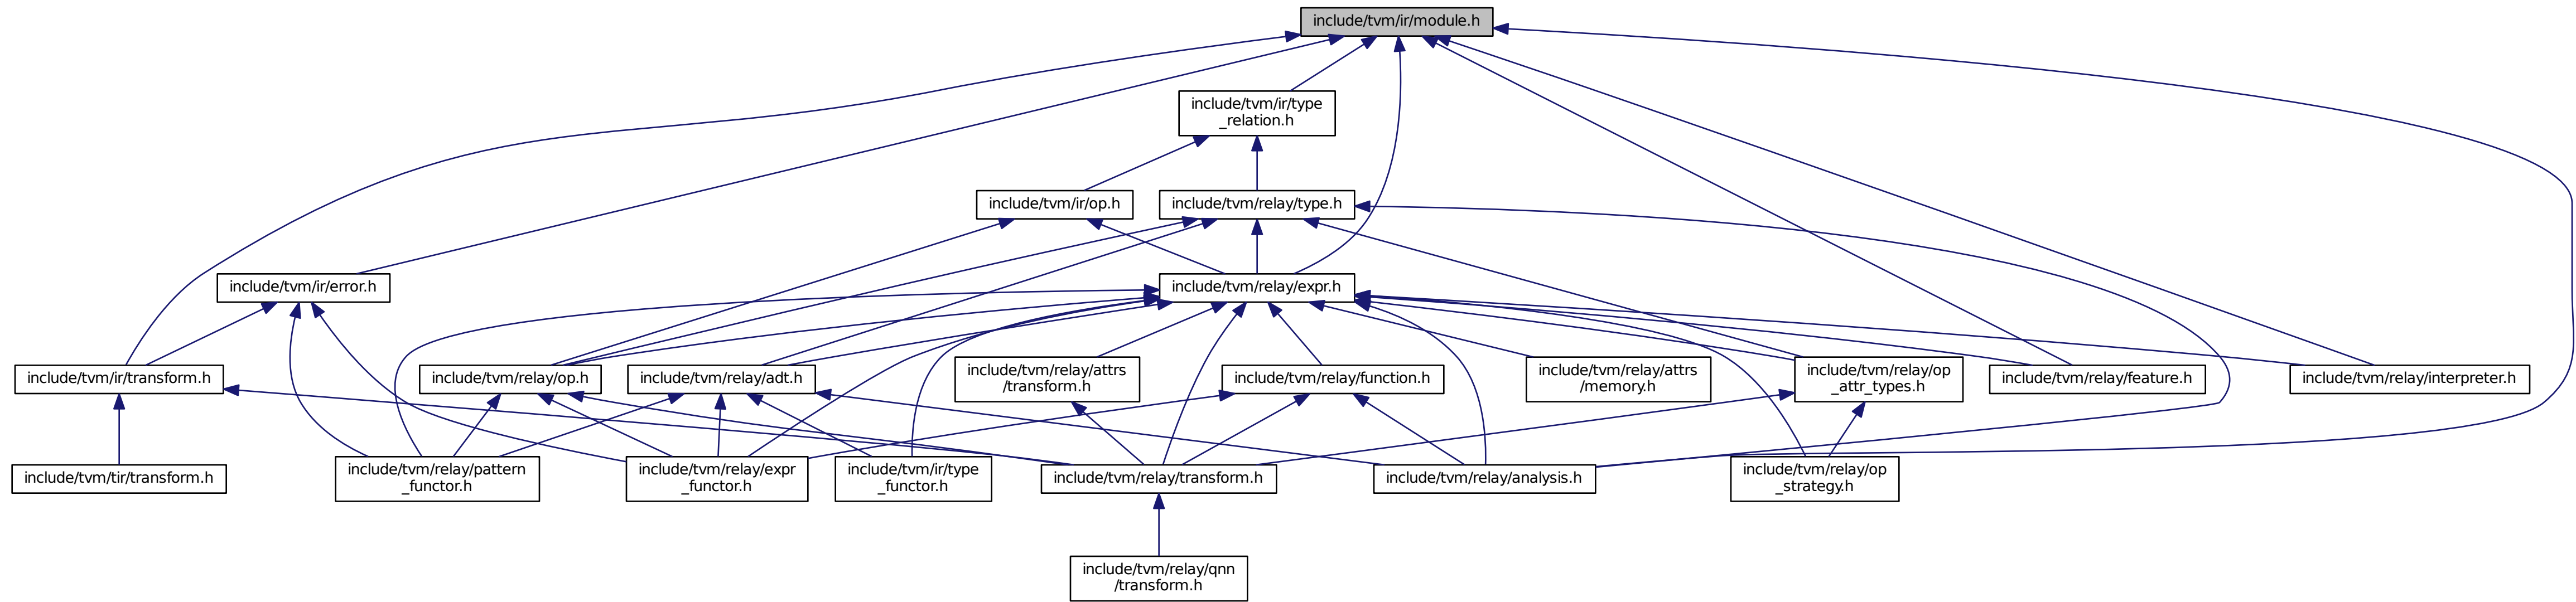 include/tvm/ir/module.h
include/tvm/ir/type
_relation.h
include/tvm/ir/op.h
include/tvm/relay/type.h
include/tvm/ir/error.h
include/tvm/relay/expr.h
include/tvm/ir/transform.h
include/tvm/relay/op.h
include/tvm/relay/adt.h
include/tvm/relay/attrs
/transform.h
include/tvm/relay/function.h
include/tvm/relay/attrs
/memory.h
include/tvm/relay/op
_attr_types.h
include/tvm/relay/feature.h
include/tvm/relay/interpreter.h
include/tvm/tir/transform.h
include/tvm/relay/pattern
_functor.h
include/tvm/relay/expr
_functor.h
include/tvm/ir/type
_functor.h
include/tvm/relay/transform.h
include/tvm/relay/analysis.h
include/tvm/relay/op
_strategy.h
include/tvm/relay/qnn
/transform.h